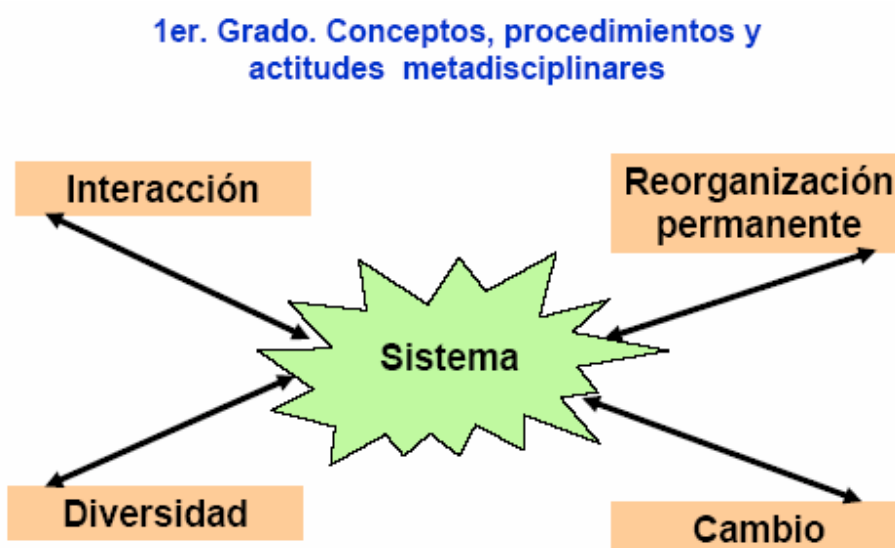 1er. Grado. Conceptos, procedimientos y
actitudes metadisciplinares
Interacción
Reorganización
permanente
Sistema
Diversidad
Cambio